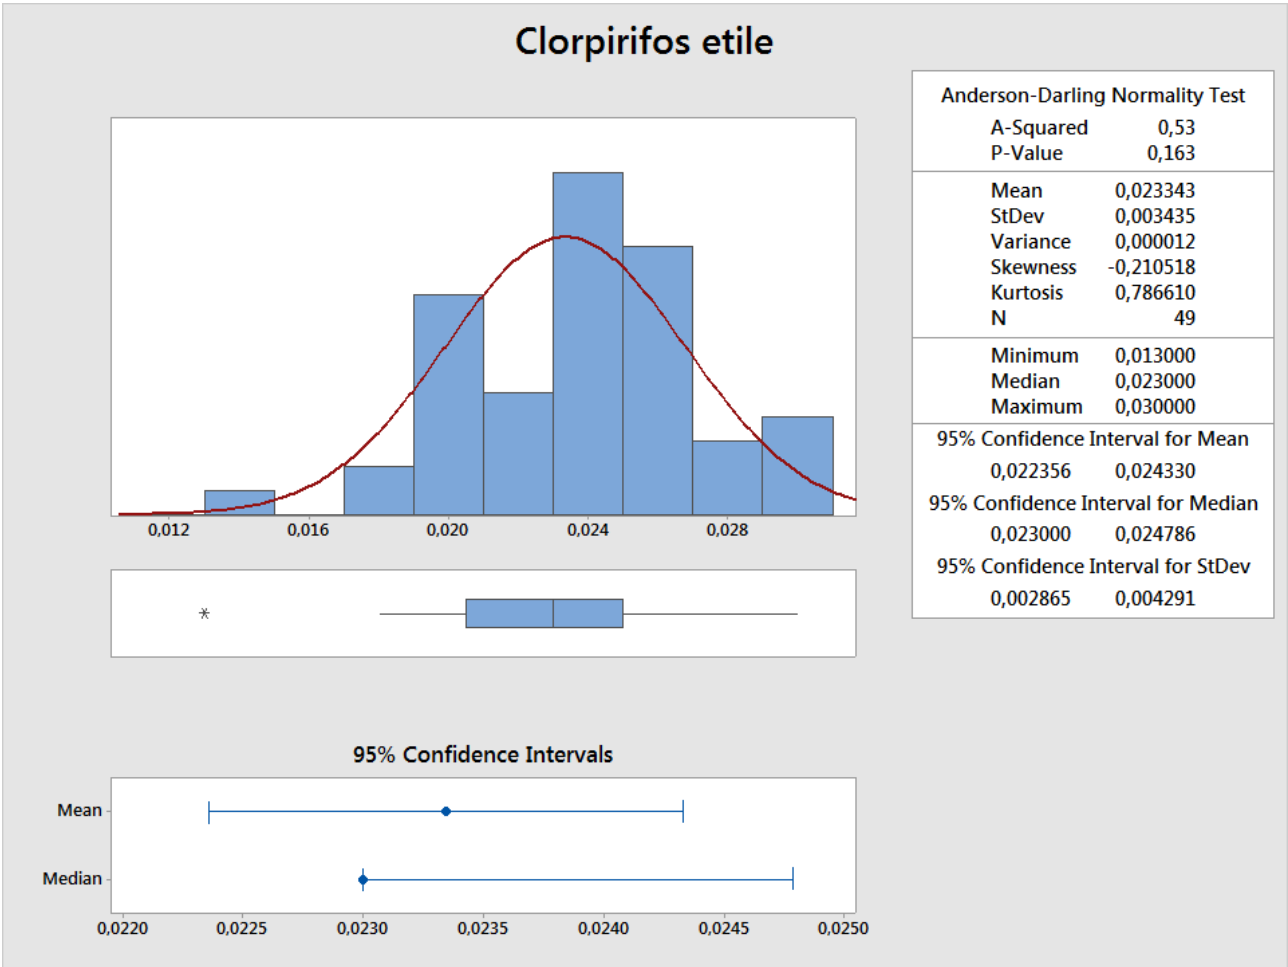 Clorpirifos etile
Anderson-Darling Normality Test
A-Squared 0,53
P-Value 0,163
Mean 0,023343
StDev 0,003435
Variance 0,000012
Skewness -0,210518
Kurtosis 0,786610
N 49
Minimum 0,013000
Median 0,023000
Maximum 0,030000
95% Confidence Interval for Mean
0,022356 0,024330
95% Confidence Interval for Median
0,023000 0,024786
95% Confidence Interval for StDev
0,002865 0,004291
0,012 0,016 0,020 0,024 0,028
95% Confidence Intervals
Mean
Median
0,0220 0,0225 0,0230 0,0235 0,0240 0,0245 0,0250